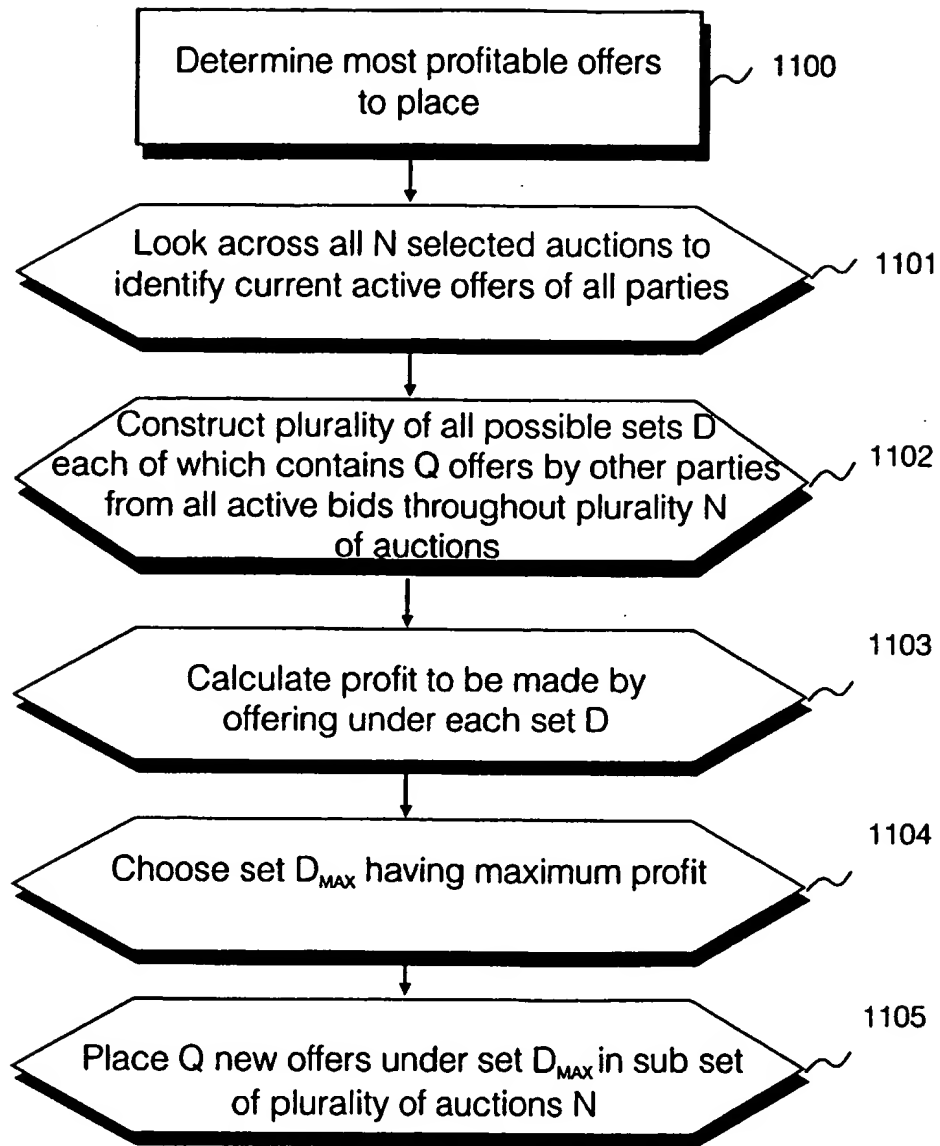 Determine most profitable offers
to place
1100
Look across all N selected auctions to
identify current active offers of all parties
1101
Construct plurality of all possible sets D
each of which contains Q offers by other parties
from all active bids throughout plurality N
of auctions
1102
Calculate profit to be made by
offering under each set D
1103
Choose set D_MAX having maximum profit
1104
Place Q new offers under set D_MAX in sub set
of plurality of auctions N
1105